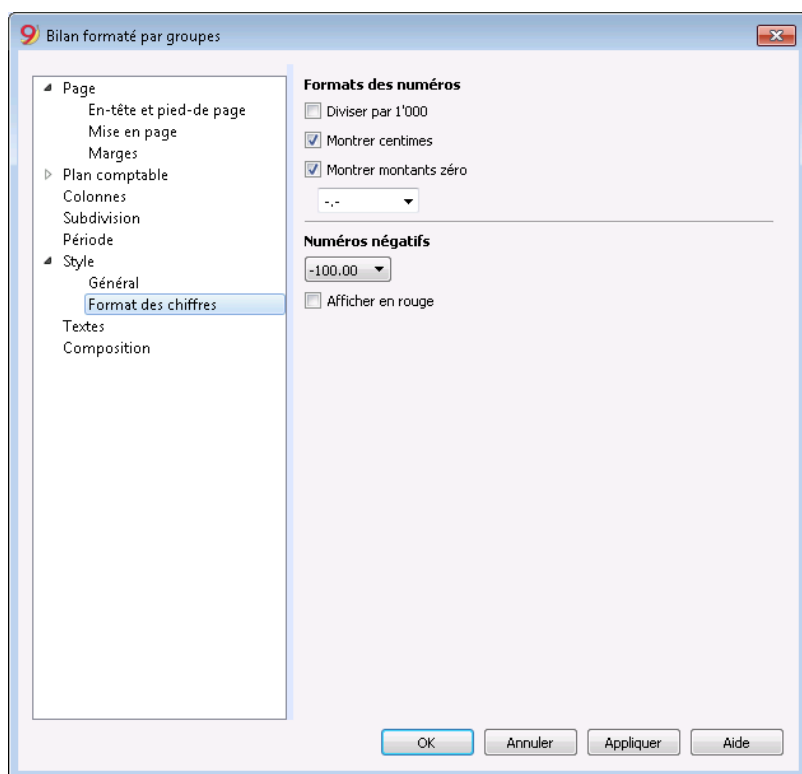 9 Bilan formaté par groupes
Page
En-tête et pied-de page
Mise en page
Marges
Plan comptable
Colonnes
Subdivision
Période
Style
Général
Format des chiffres
Textes
Composition
Formats des numéros
Diviser par 1'000
Montrer centimes
Montrer montants zéro
-.-
Numéros négatifs
-100.00
Afficher en rouge
OK Annuler Appliquer Aide